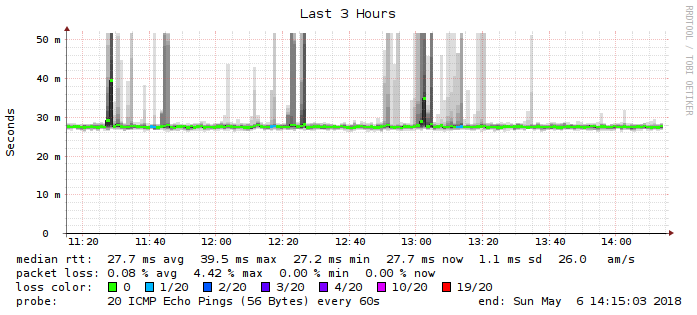 Last 3 Hours
RRDTOOL / TOBI OETIKER
Seconds
50 m
40 m
30 m
20 m
10 m
0
11:20 11:40 12:00 12:20 12:40 13:00 13:20 13:40 14:00
median rtt: 27.7 ms avg 39.5 ms max 27.2 ms min 27.7 ms now 1.1 ms sd 26.0 am/s
packet loss: 0.08 % avg 4.42 % max 0.00 % min 0.00 % now
loss color: 0 1/20 2/20 3/20 4/20 10/20 19/20
probe: 20 ICMP Echo Pings (56 Bytes) every 60s end: Sun May 6 14:15:03 2018